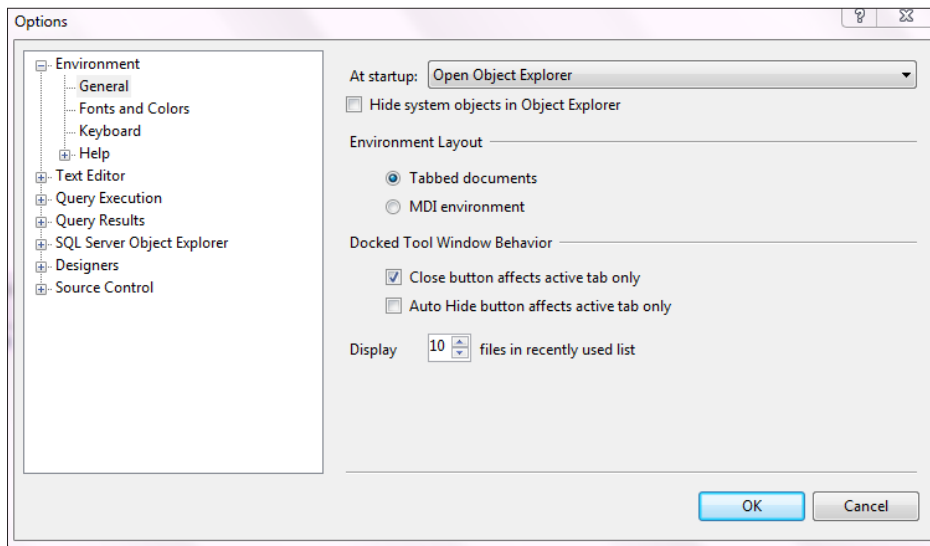 Options
Environment
General
Fonts and Colors
Keyboard
Help
Text Editor
Query Execution
Query Results
SQL Server Object Explorer
Designers
Source Control
At startup: Open Object Explorer
Hide system objects in Object Explorer
Environment Layout
Tabbed documents
MDI environment
Docked Tool Window Behavior
Close button affects active tab only
Auto Hide button affects active tab only
Display 10 files in recently used list
OK Cancel